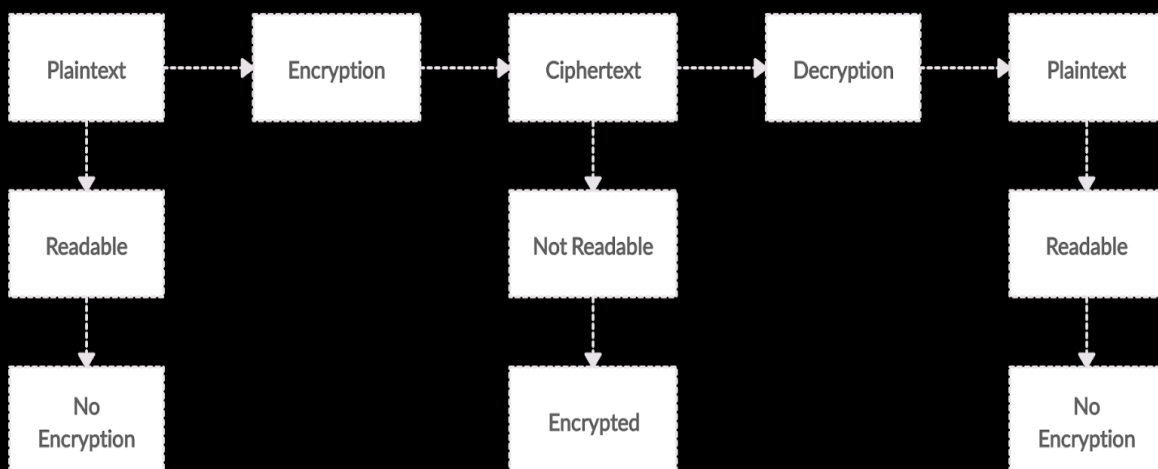 Plaintext
Encryption
Ciphertext
Decryption
Plaintext
Readable
Not Readable
Readable
No
Encryption
Encrypted
No
Encryption